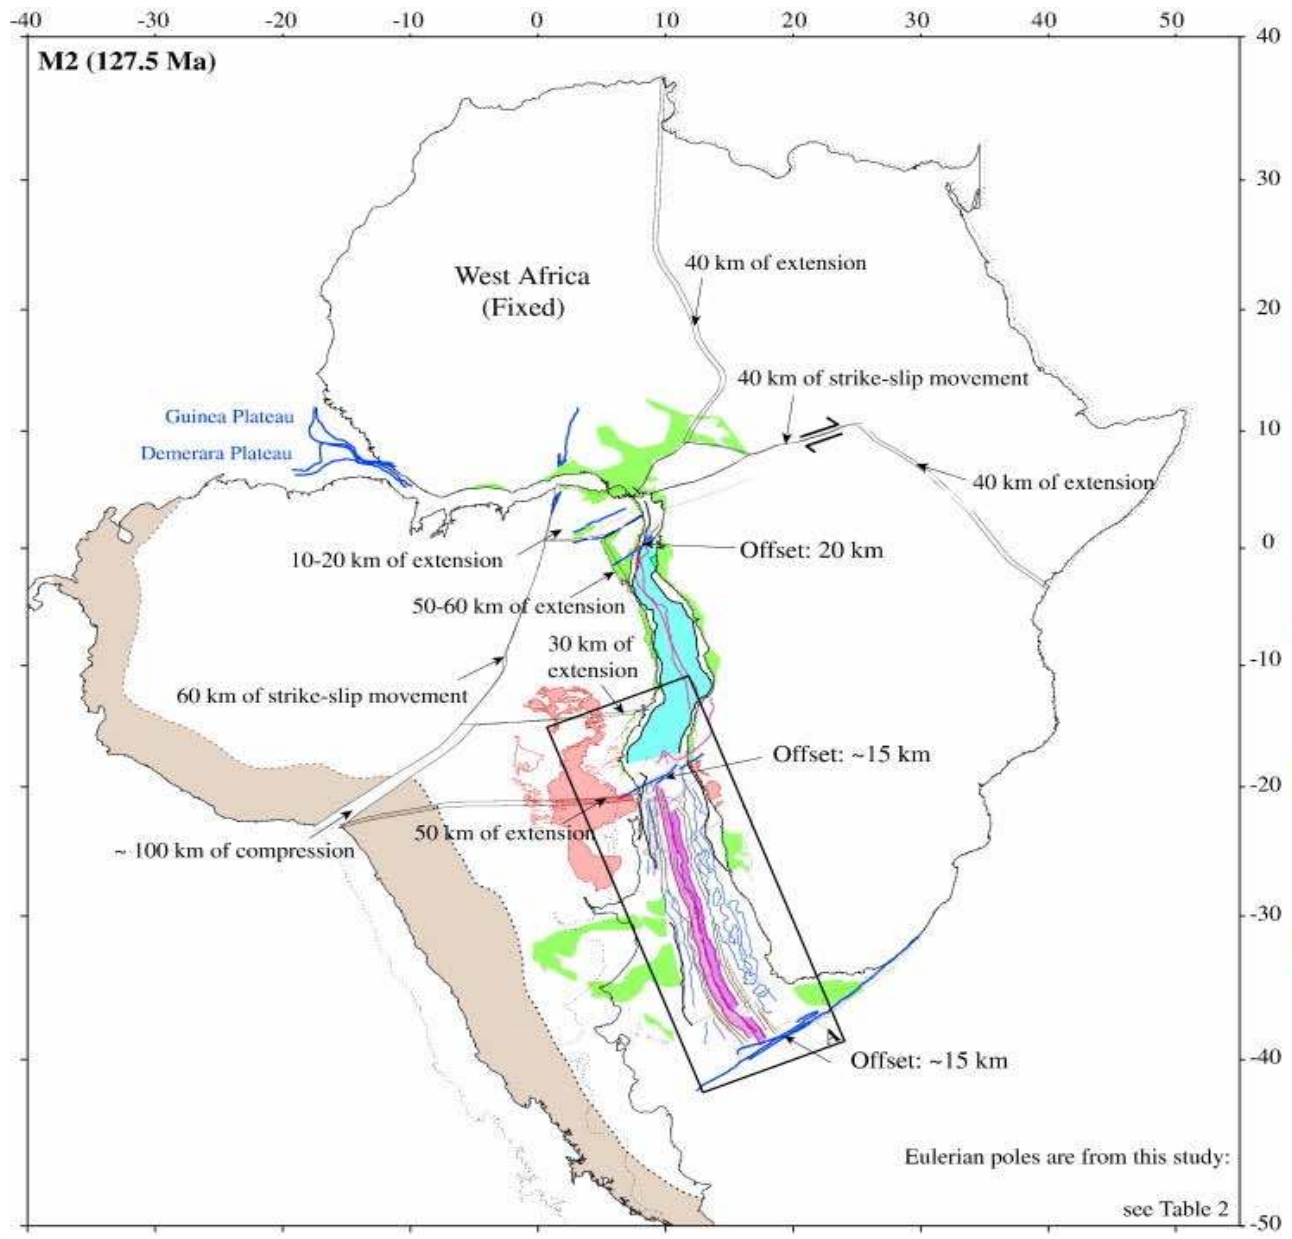 -40 -30 -20 -10 0 10 20 30 40 50
40
M2 (127.5 Ma)
30
40 km of extension
West Africa
(Fixed)
20
40 km of strike-slip movement
Guinea Plateau
10
Demerara Plateau
40 km of extension
0
Offset: 20 km
10-20 km of extension
50-60 km of extension
30 km of
extension
-10
60 km of strike-slip movement
Offset: ~15 km
-20
50 km of extension
~ 100 km of compression
-30
A
-40
Offset: ~15 km
Eulerian poles are from this study:
see Table 2
-50